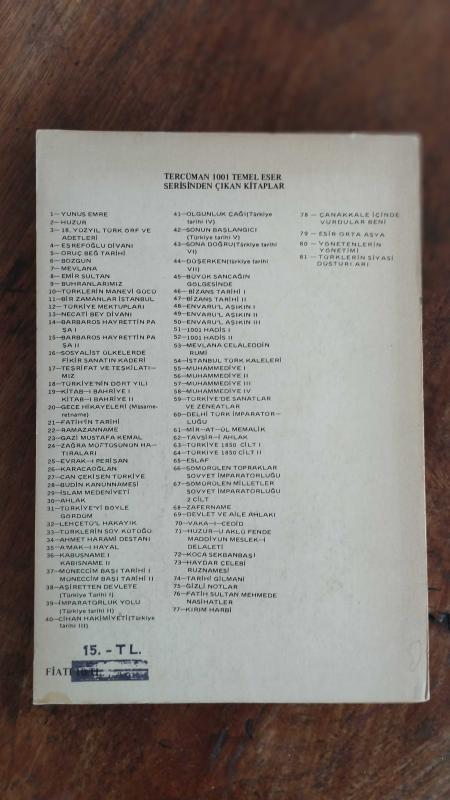 TERCÜMAN 1001 TEMEL ESER
SERİSİNDEN ÇIKAN KİTAPLAR
1—YUNUS EMRE
2—HUZUR
3—18. YÜZYIL TÜRK ÖRF VE
ADETLERİ
4—EŞREFOĞLU DİVANI
5—ORUÇ BEĞ TARİHİ
6—BOZGUN
7—MEVLANA
8—EMİR SULTAN
9—BUHRANLARIMIZ
10—TÜRKLERİN MANEVİ GÜCÜ
11—BİR ZAMANLAR İSTANBUL
12—TÜRKİYE MEKTUPLARI
13—NECATİ BEY DİVANI
14—BARBAROS HAYRETTİN PA
ŞA I
15—BARBAROS HAYRETTİN PA
ŞA II
16—SOSYALİST ÜLKELERDE
FİKİR SANATIN KADERİ
17—TEŞRİFAT VE TEŞKİLATI—
MIZ
18—TÜRKİYE'NİN DÖRT YILI
19—KİTAB—I BAHRİYE I
KİTAB—I BAHRİYE II
20—GECE HİKAYELERİ (Müsame-
retname)
21—FATİH'İN TARİHİ
22—RAMAZANNAME
23—GAZİ MUSTAFA KEMAL
24—ZAĞRA MÜFTÜSÜNÜN HA—
TIRALARI
25—EVRAK—I PERİŞAN
26—KARACAOĞLAN
27—CAN ÇEKİŞEN TÜRKİYE
28—BUDİN KANUNNAMESİ
29—İSLAM MEDENİYETİ
30—AHLAK
31—TÜRKİYE'Yİ BÖYLE
GÖRDÜM
32—LEHÇETÜ'L HAKAYIK
33—TÜRKLERİN SOY KÜTÜĞÜ
34—AHMET HARAMİ DESTANI
35—A'MAK—I HAYAL
36—KABUSNAME I
KABISNAME II
37—MÜNECCİM BAŞI TARİHİ I
MÜNECCİM BAŞI TARİHİ II)
38—AŞİRETTEN DEVLETE
(Türkiye Tarihi I)
39—İMPARATORLUK YOLU
(Türkiye tarihi II)
40—CİHAN HAKİMİYETİ(Türkiye
tarihi III)
41—OLGUNLUK ÇAĞI(Türkiye
tarihi IV)
42—SONUN BAŞLANGICI
(Türkiye tarihi V)
43—SONA DOĞRU(Türkiye tarihi
VI)
44—DÜŞERKEN(Türkiye tarihi
VII)
45—BÜYÜK SANCAĞIN
GÖLGESİNDE
46—BİZANS TARİHİ I
47—BİZANS TARİHİ II
48—ENVARU'L AŞIKIN I
49—ENVARU'L AŞIKIN II
50—ENVARU'L AŞIKIN III
51—1001 HADİS I
52—1001 HADİS II
53—MEVLANA CELALEDDİN
RUMİ
54—İSTANBUL TÜRK KALELERİ
55—MUHAMMEDİYE I
56—MUHAMMEDİYE II
57—MUHAMMEDİYE III
58—MUHAMMEDİYE IV
59—TÜRKİYE'DE SANATLAR
VE ZENEATLAR
60—DELHİ TÜRK İMPARATOR—
LUĞU
61—MİR—AT—ÜL MEMALİK
62—TAVSİR—İ AHLAK
63—TÜRKİYE 1850 CİLT I
64—TÜRKİYE 1850 CİLT II
65—ESLAF
66—SÖMÜRÜLEN TOPRAKLAR
SOVYET İMPARATORLUĞU
67—SÖMÜRÜLEN MİLLETLER
SOVYET İMPARATORLUĞU
2 CİLT
68—ZAFERNAME
69—DEVLET VE AİLE AHLAKI
70—VAKA—I—CEDİD
71—HUZUR—U AKLÜ FENDE
MADDİYUN MESLEK—İ
DELALETİ
72—KOCA SEKBANBAŞI
73—HAYDAR ÇELEBİ
RUZNAMESİ
74—TARİHİ GILMANİ
75—GİZLİ NOTLAR
76—FATİH SULTAN MEHMEDE
NASİHATLER
77—KIRIM HARBİ
78 — ÇANAKKALE İÇİNDE
VURDULAR BENİ
79 — ESİR ORTA ASYA
80 — YÖNETENLERİN
YÖNETİMİ
81 — TÜRKLERİN SİYASİ
DÜSTURLARI
15.-TL.
FİATI